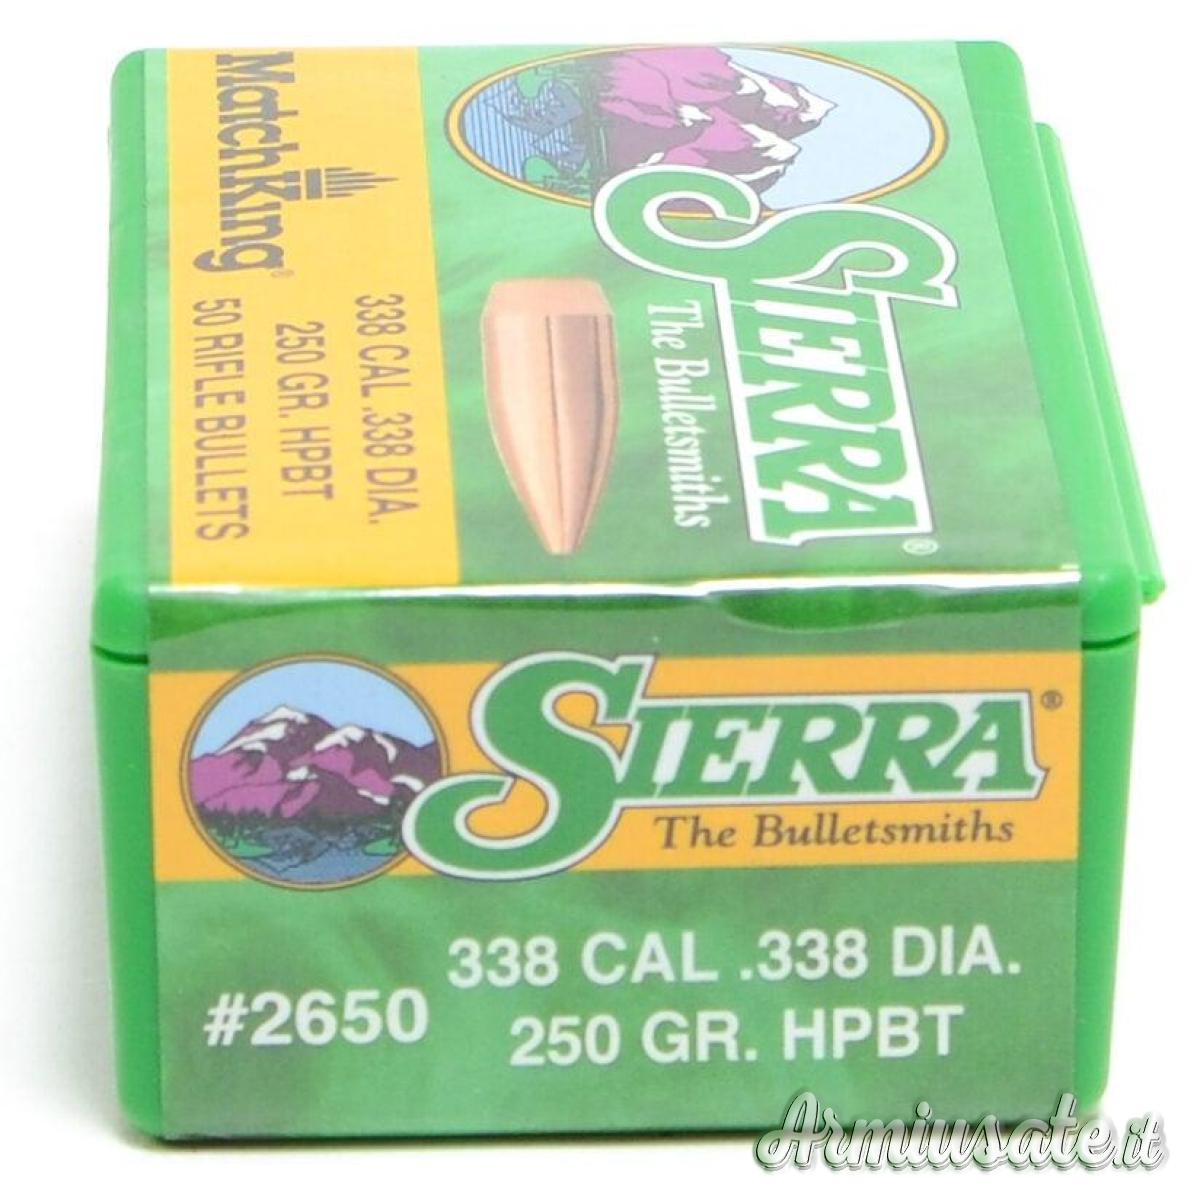 MatchKing®
338 CAL .338 DIA.
250 GR. HPBT
50 RIFLE BULLETS
SIERRA®
The Bulletsmiths
SIERRA®
The Bulletsmiths
#2650
338 CAL .338 DIA.
250 GR. HPBT
Armiusate.it